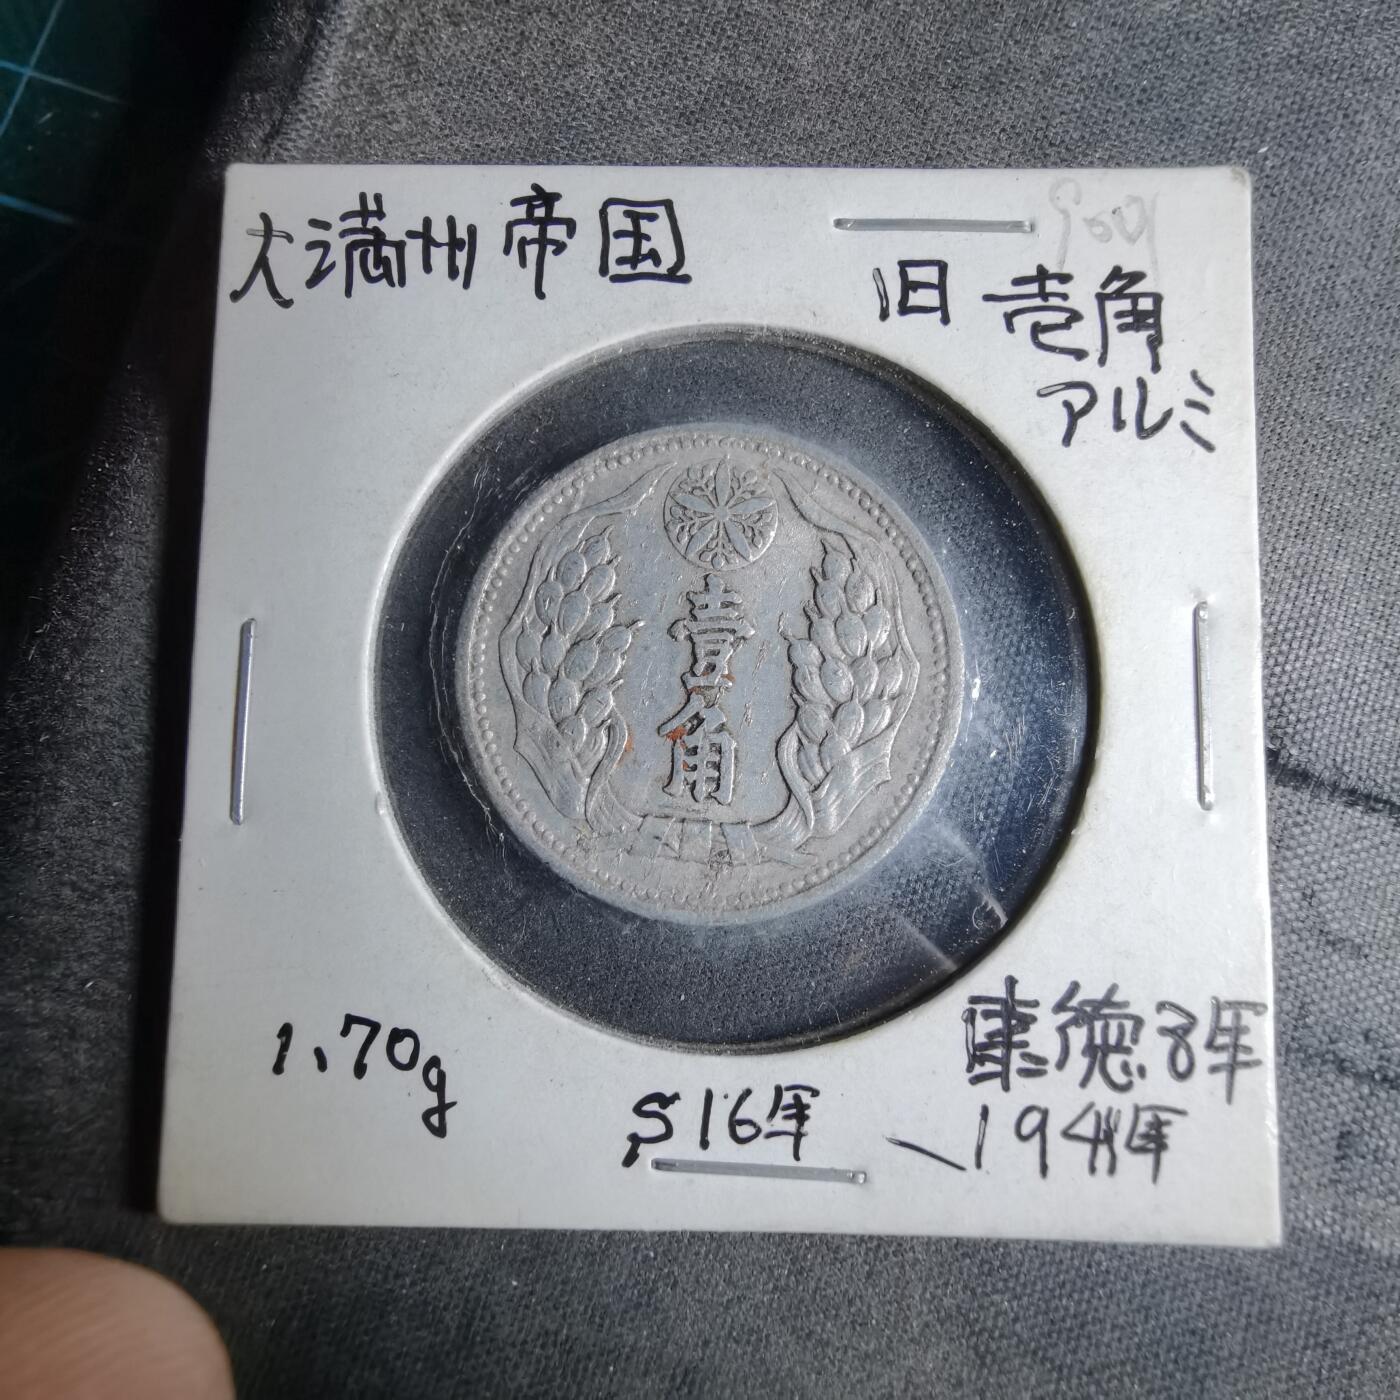 大満州帝国
旧 壱角
アルミ
壹角
1.70g
S16年
康徳8年
1941年